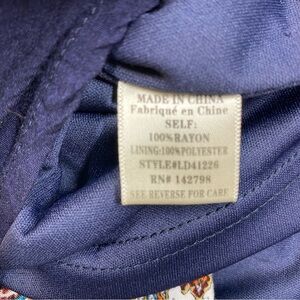 MADE IN CHINA
Fabriqué en Chine
SELF:
100%RAYON
LINING:100%POLYESTER
STYLE#LD41226
RN# 142798
SEE REVERSE FOR CARE